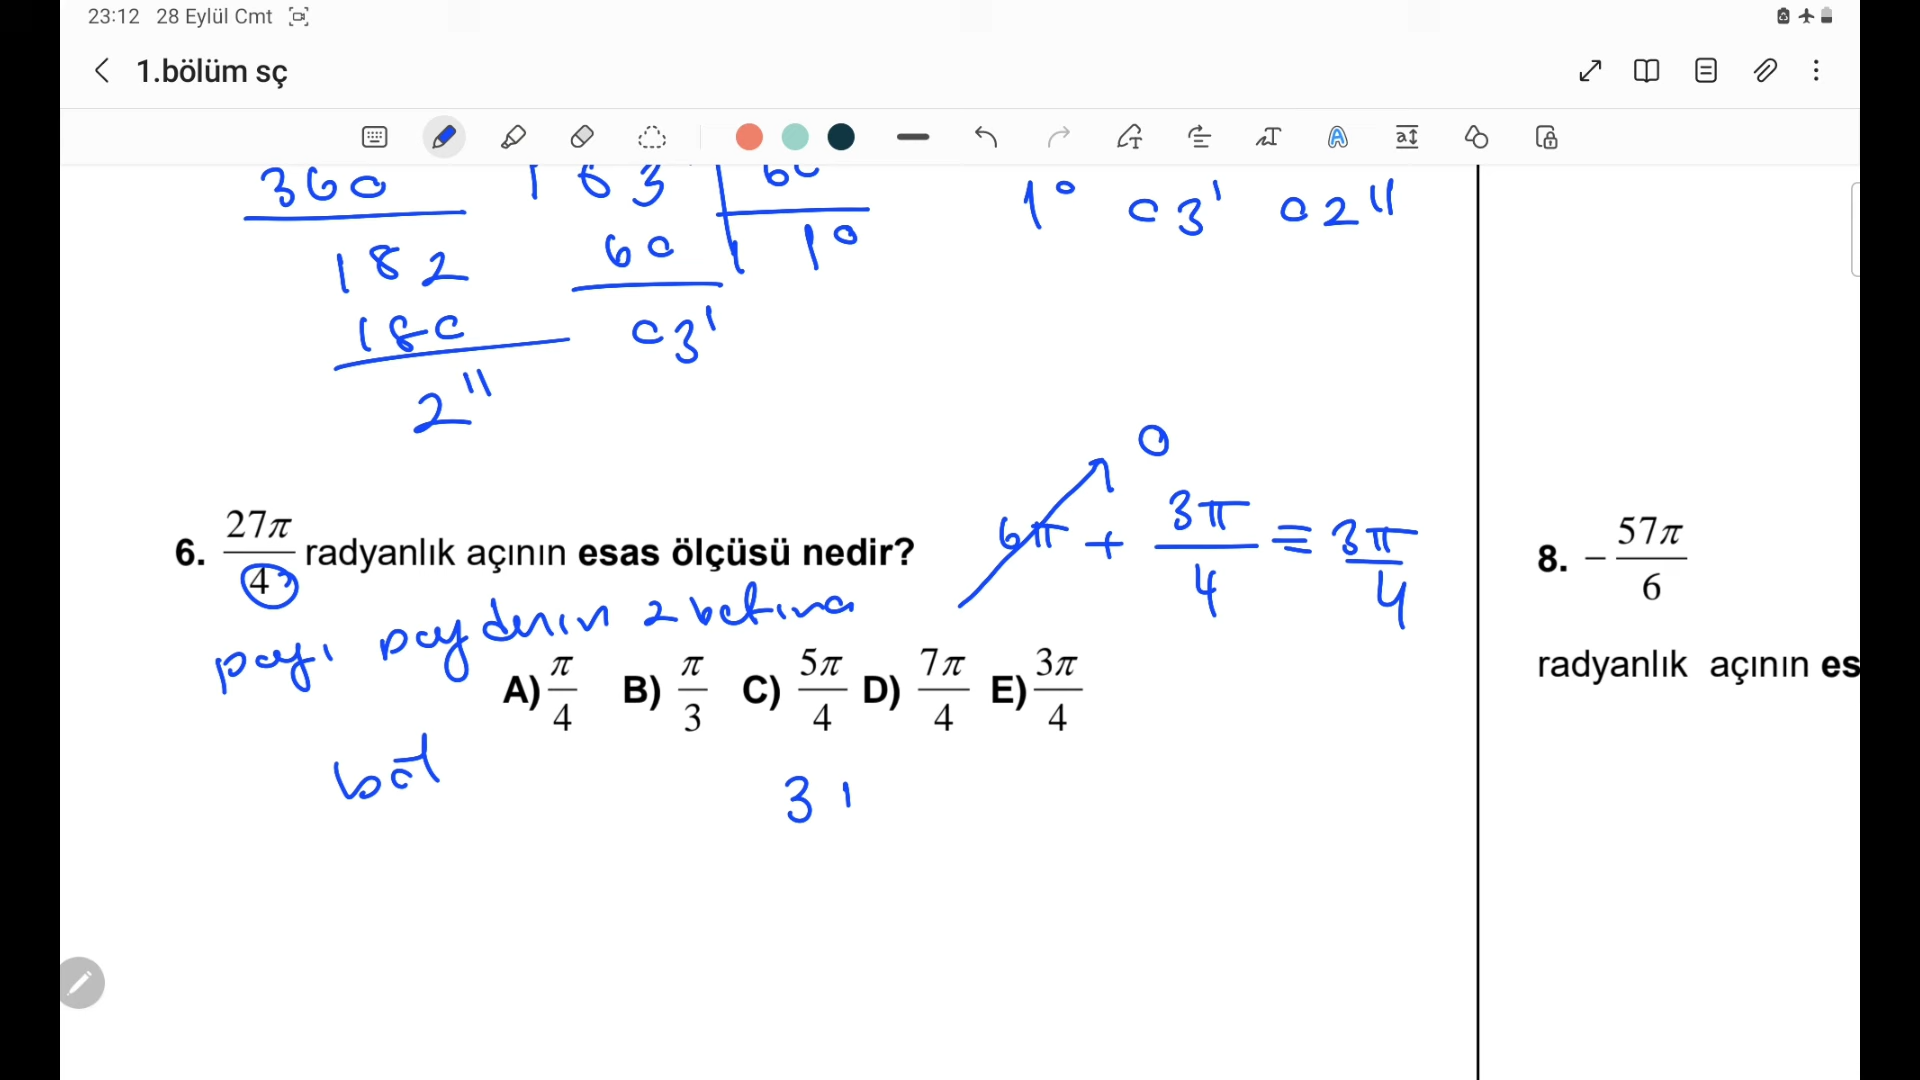 23:12 28 Eylül Cmt
1.bölüm sç
360 163 60
182 60 1°
180 03'
2"
1° 03' 02"
6. 27π/4 radyanlık açının esas ölçüsü nedir?
6π + 3π/4 ≡ 3π/4
0
payı paydanın 2 katına
böl
A) π/4 B) π/3 C) 5π/4 D) 7π/4 E) 3π/4
3
8. - 57π/6
radyanlık açının es